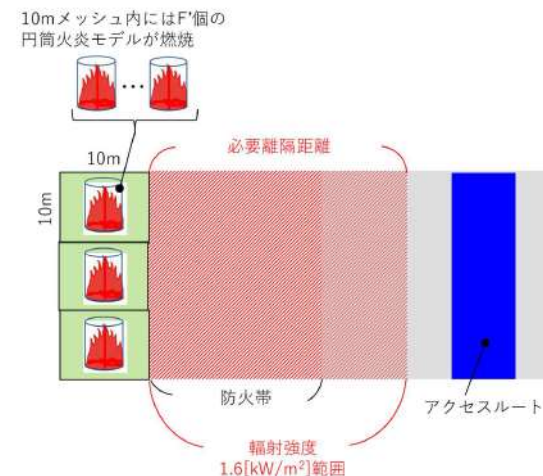 10mメッシュ内にはF’個の
円筒火炎モデルが燃焼
…
10m
必要離隔距離
10m
防火帯
アクセスルート
輻射強度
1.6[kW/m²]範囲